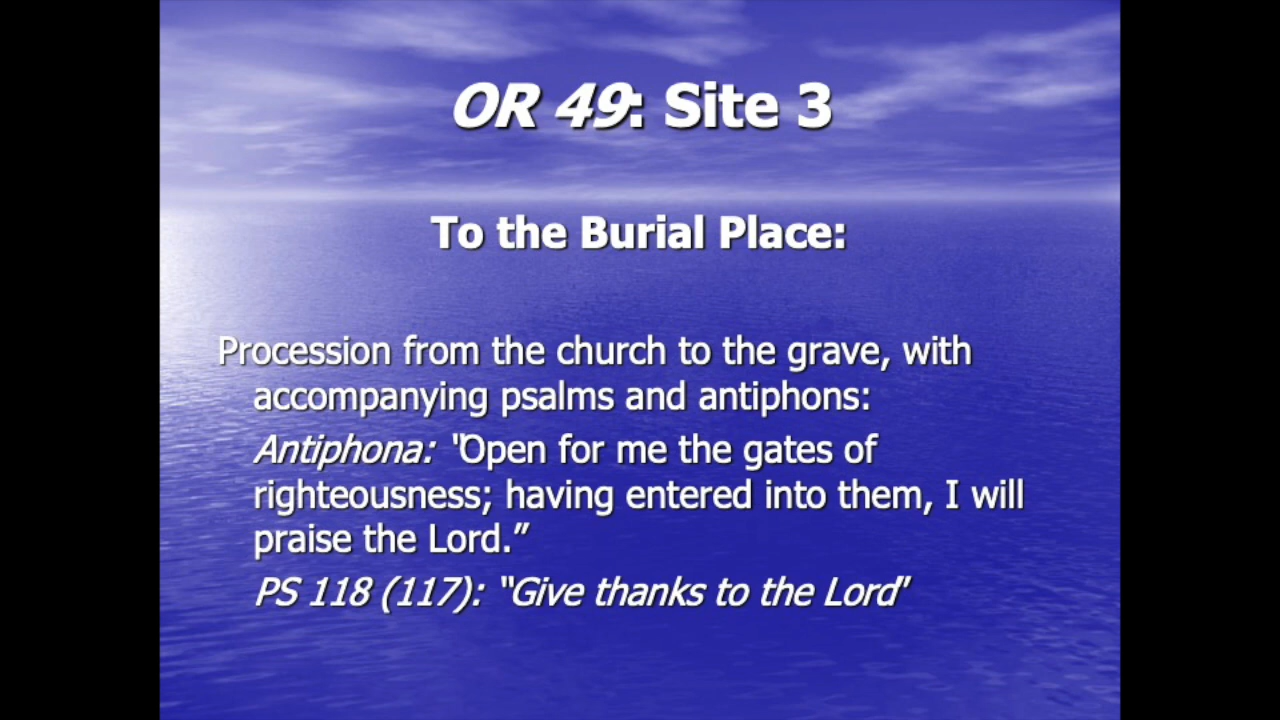 OR 49: Site 3
To the Burial Place:
Procession from the church to the grave, with
accompanying psalms and antiphons:
Antiphona: “Open for me the gates of
righteousness; having entered into them, I will
praise the Lord.”
PS 118 (117): “Give thanks to the Lord”